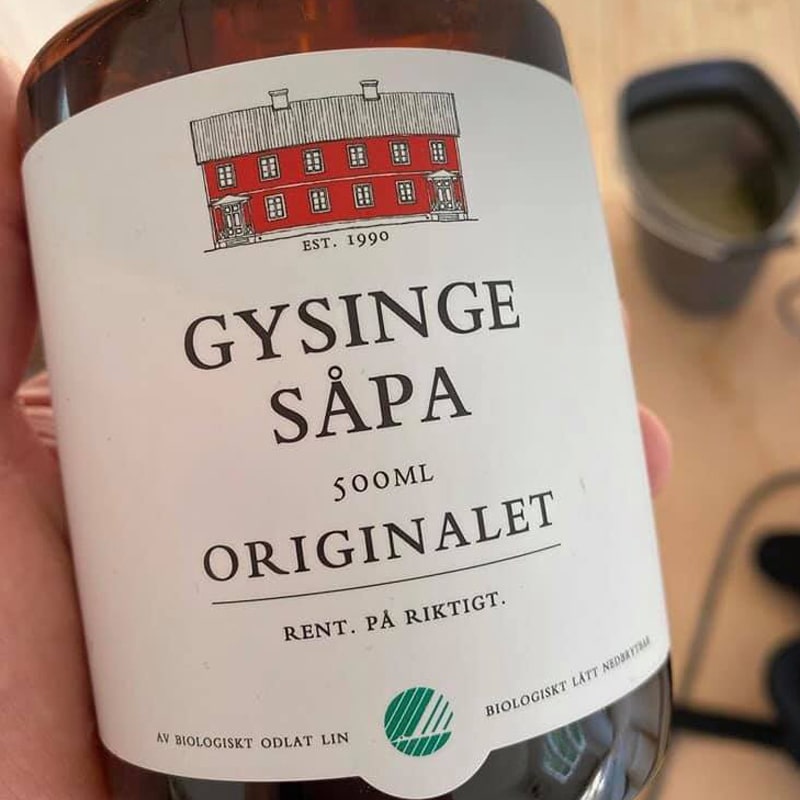 EST. 1990
GYSINGE
SÅPA
500ML
ORIGINALET
RENT. PÅ RIKTIGT.
AV BIOLOGISKT ODLAT LIN
BIOLOGISKT LÄTT NEDBRYTBAR